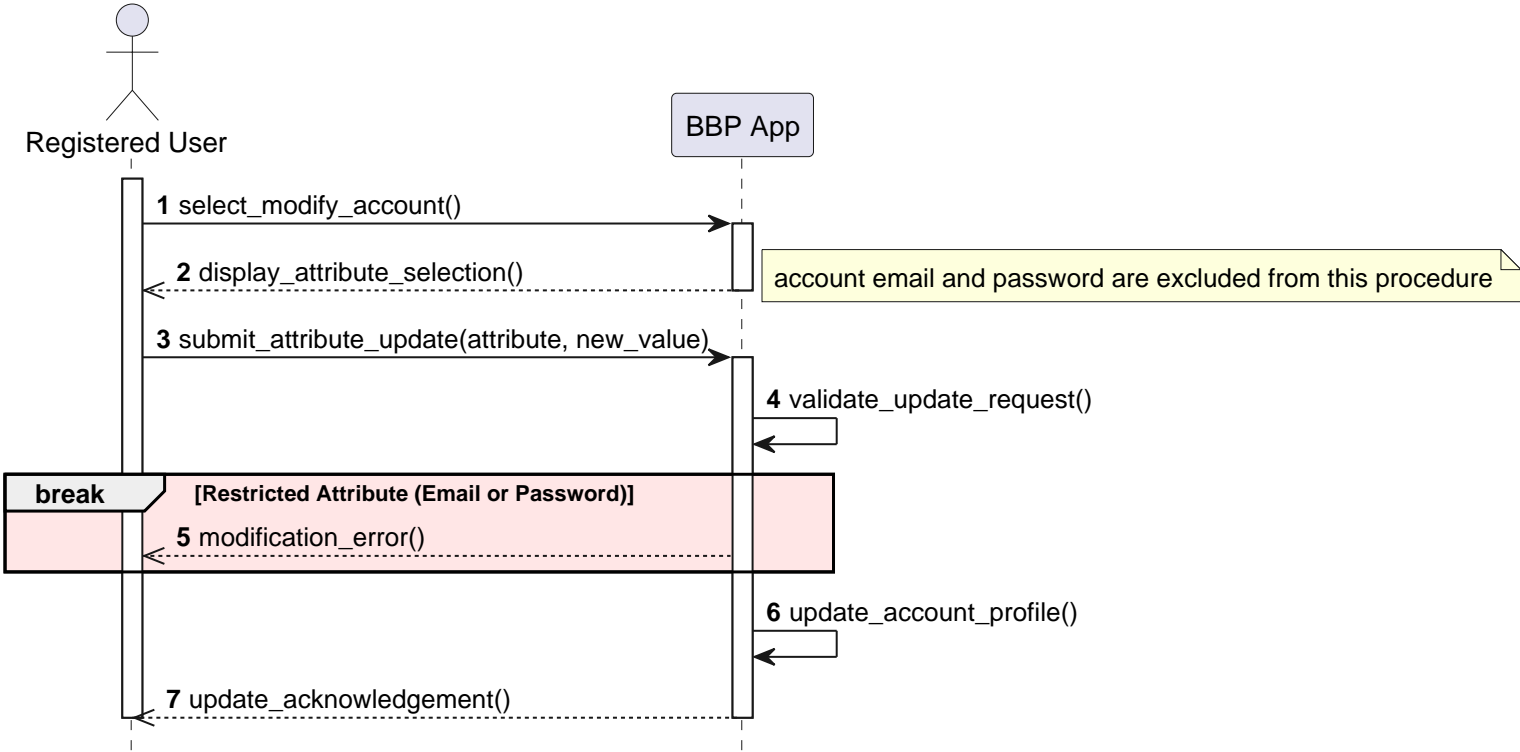 Registered User
BBP App
1 select_modify_account()
2 display_attribute_selection()
account email and password are excluded from this procedure
3 submit_attribute_update(attribute, new_value)
4 validate_update_request()
break [Restricted Attribute (Email or Password)]
5 modification_error()
6 update_account_profile()
7 update_acknowledgement()